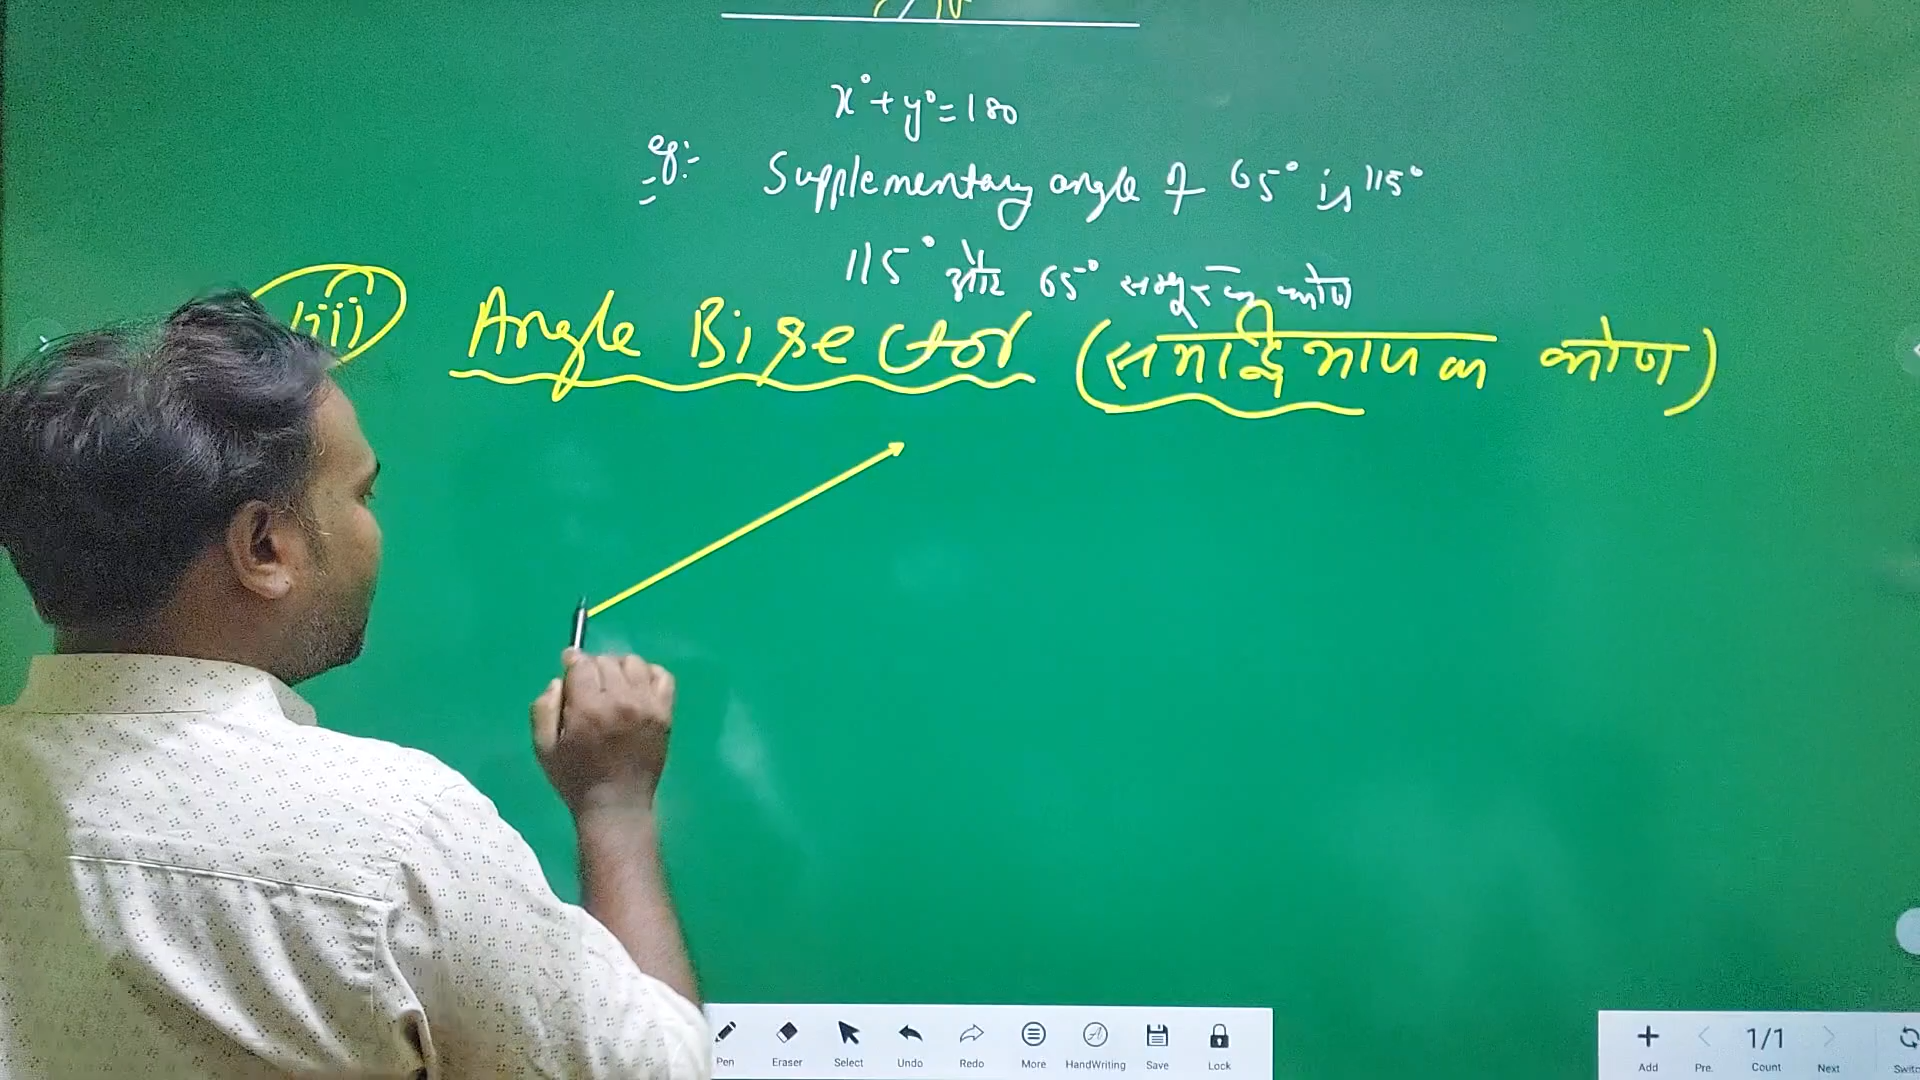 x° + y° = 180
eg:- Supplementary angle of 65° is 115°
115° और 65° सम्पूरक कोण
(iii) Angle Bisector (समद्विभाजक कोण)
Pen Eraser Select Undo Redo More HandWriting Save Lock
1/1
Add Pre. Count Next